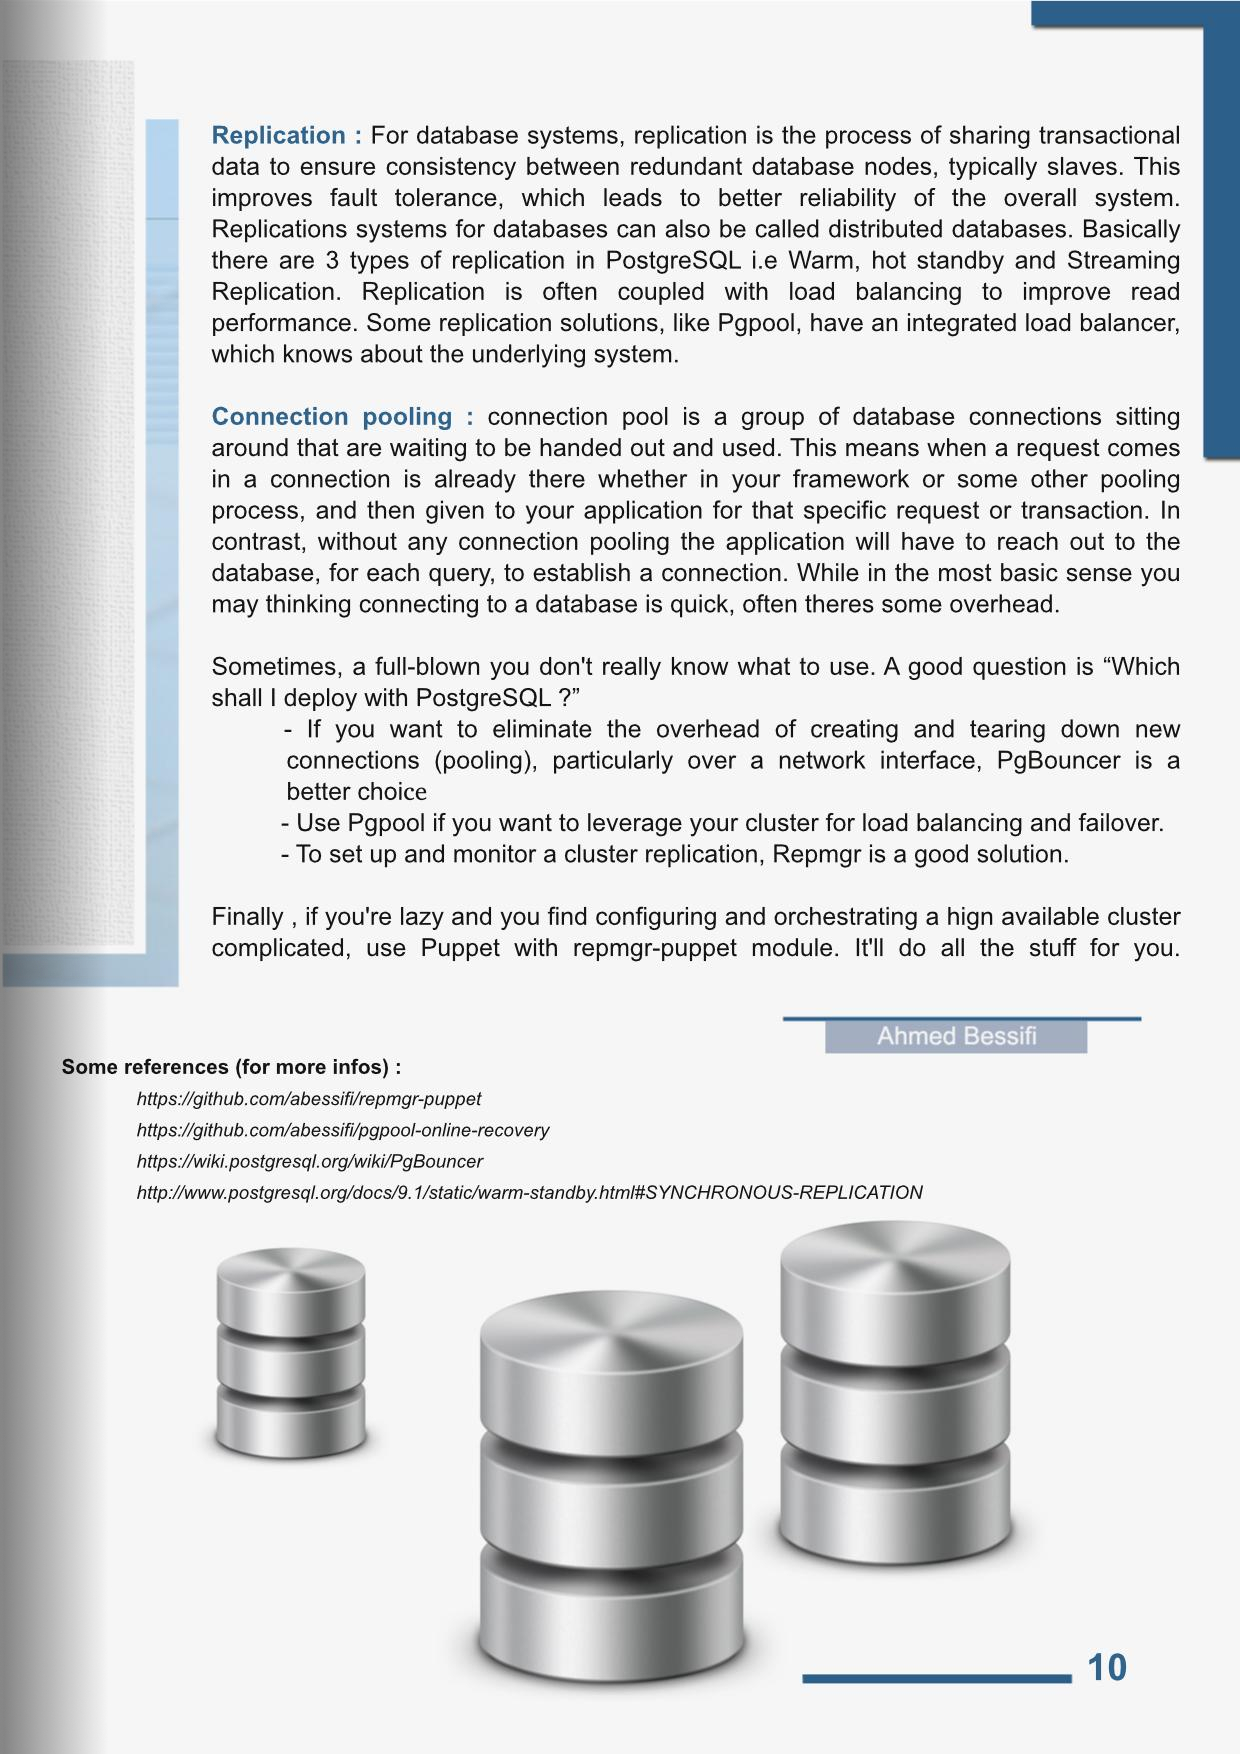 Replication : For database systems, replication is the process of sharing transactional
data to ensure consistency between redundant database nodes, typically slaves. This
improves fault tolerance, which leads to better reliability of the overall system.
Replications systems for databases can also be called distributed databases. Basically
there are 3 types of replication in PostgreSQL i.e Warm, hot standby and Streaming
Replication. Replication is often coupled with load balancing to improve read
performance. Some replication solutions, like Pgpool, have an integrated load balancer,
which knows about the underlying system.
Connection pooling : connection pool is a group of database connections sitting
around that are waiting to be handed out and used. This means when a request comes
in a connection is already there whether in your framework or some other pooling
process, and then given to your application for that specific request or transaction. In
contrast, without any connection pooling the application will have to reach out to the
database, for each query, to establish a connection. While in the most basic sense you
may thinking connecting to a database is quick, often theres some overhead.
Sometimes, a full-blown you don't really know what to use. A good question is “Which
shall I deploy with PostgreSQL ?”
- If you want to eliminate the overhead of creating and tearing down new
connections (pooling), particularly over a network interface, PgBouncer is a
better choice
- Use Pgpool if you want to leverage your cluster for load balancing and failover.
- To set up and monitor a cluster replication, Repmgr is a good solution.
Finally , if you're lazy and you find configuring and orchestrating a hign available cluster
complicated, use Puppet with repmgr-puppet module. It'll do all the stuff for you.
Ahmed Bessifi
Some references (for more infos) :
https://github.com/abessifi/repmgr-puppet
https://github.com/abessifi/pgpool-online-recovery
https://wiki.postgresql.org/wiki/PgBouncer
http://www.postgresql.org/docs/9.1/static/warm-standby.html#SYNCHRONOUS-REPLICATION
10